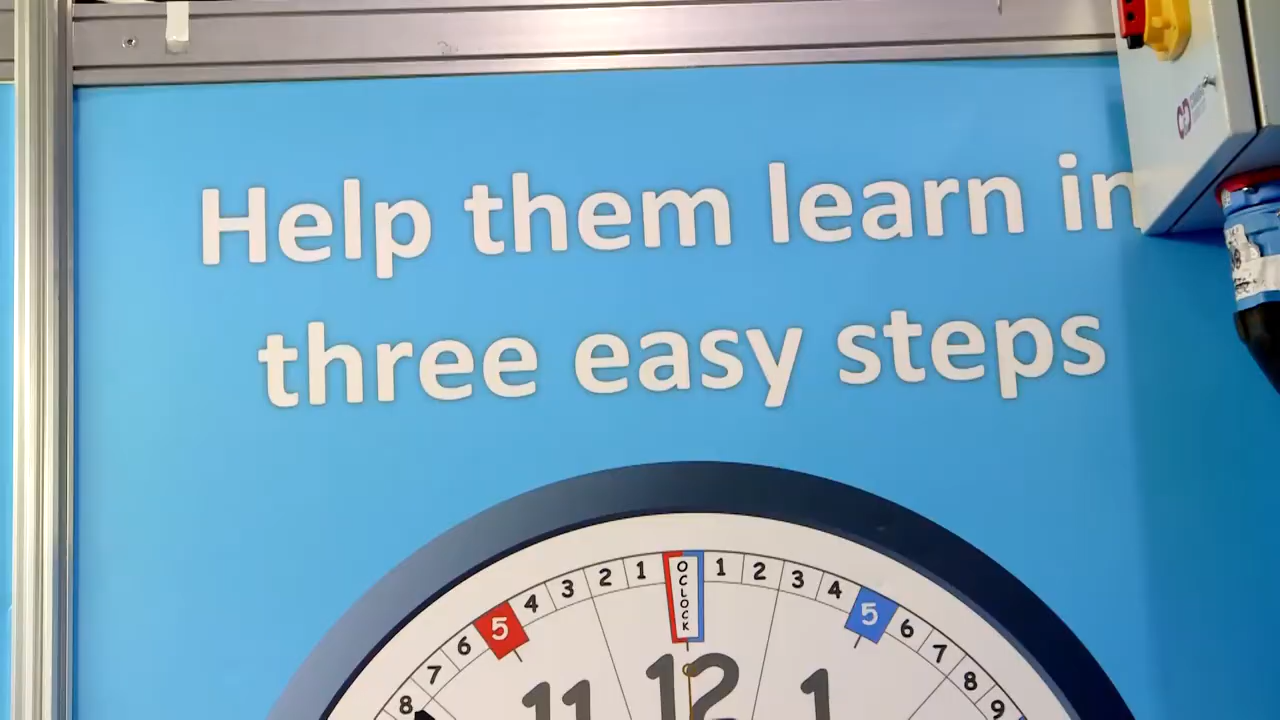 Help them learn in
three easy steps
8 7 6 5 4 3 2 1 OCLOCK 1 2 3 4 5 6 7 8 9
11 12 1